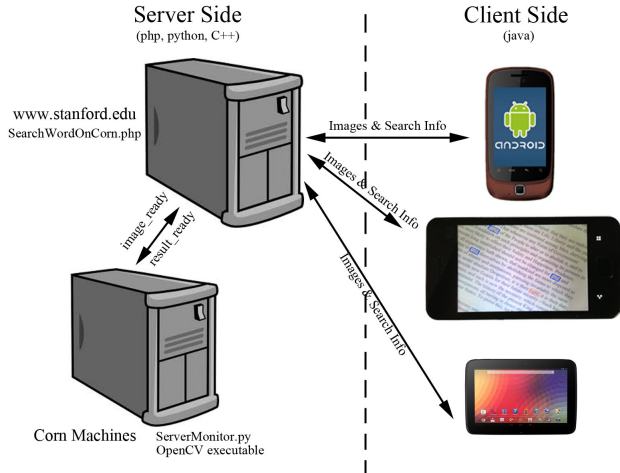 Server Side
(php, python, C++)
Client Side
(java)
www.stanford.edu
SearchWordOnCorn.php
Images & Search Info
ANDROID
Images & Search Info
image_ready
result_ready
Images & Search Info
Corn Machines
ServerMonitor.py
OpenCV executable